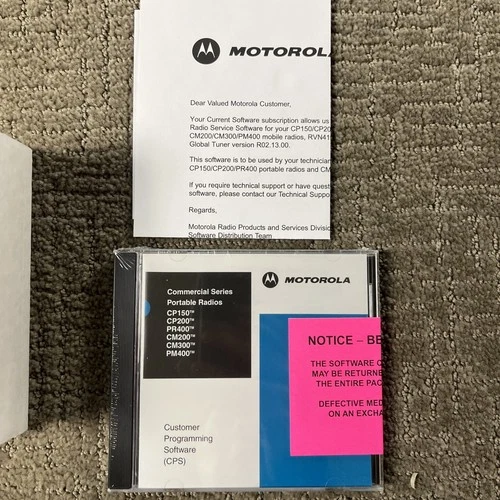 MOTOROLA
Dear Valued Motorola Customer,
Your Current Software subscription allows us
Radio Service Software for your CP150/CP20
CM200/CM300/PM400 mobile radios, RVN41
Global Tuner version R02.13.00.
This software is to be used by your technician
CP150/CP200/PR400 portable radios and CM
If you require technical support or have quest
safety concerns, please contact our Technical Suppo
Regards,
Motorola Radio Products and Services Divisi
Software Distribution Team
MOTOROLA
Commercial Series
Portable Radios
CP150™
CP200™
PR400™
CM200™
CM300™
PM400™
NOTICE – BE
THE SOFTWARE C
MAY BE RETURNE
THE ENTIRE PAC
DEFECTIVE MED
ON AN EXCHA
Customer
Programming
Software
(CPS)